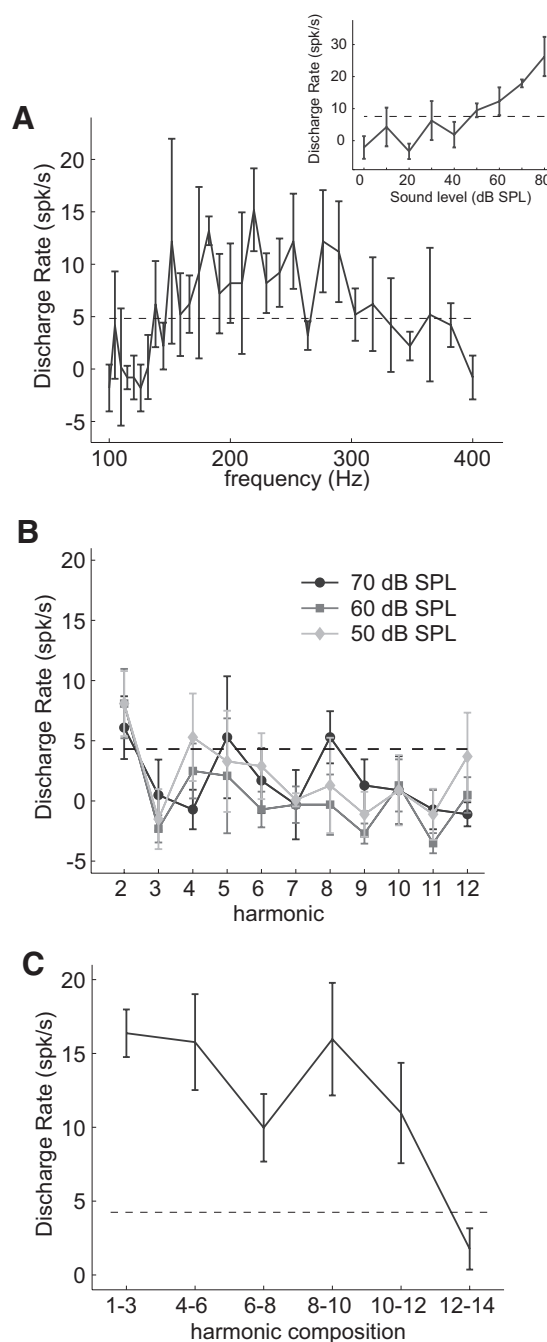 Discharge Rate (spk/s)
30
20
10
0
0 20 40 60 80
Sound level (dB SPL)
A
Discharge Rate (spk/s)
20
15
10
5
0
-5
100 200 300 400
frequency (Hz)
B
Discharge Rate (spk/s)
20
15
10
5
0
-5
70 dB SPL
60 dB SPL
50 dB SPL
2 3 4 5 6 7 8 9 10 11 12
harmonic
C
Discharge Rate (spk/s)
20
15
10
5
0
1-3 4-6 6-8 8-10 10-12 12-14
harmonic composition